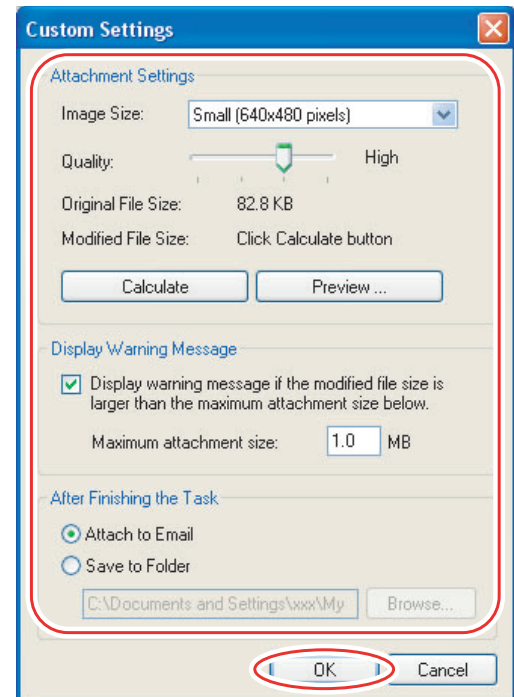 Custom Settings
Attachment Settings
Image Size: Small (640x480 pixels)
Quality: High
Original File Size: 82.8 KB
Modified File Size: Click Calculate button
Calculate Preview ...
Display Warning Message
Display warning message if the modified file size is
larger than the maximum attachment size below.
Maximum attachment size: 1.0 MB
After Finishing the Task
Attach to Email
Save to Folder
C:\Documents and Settings\xxx\My Browse...
OK Cancel